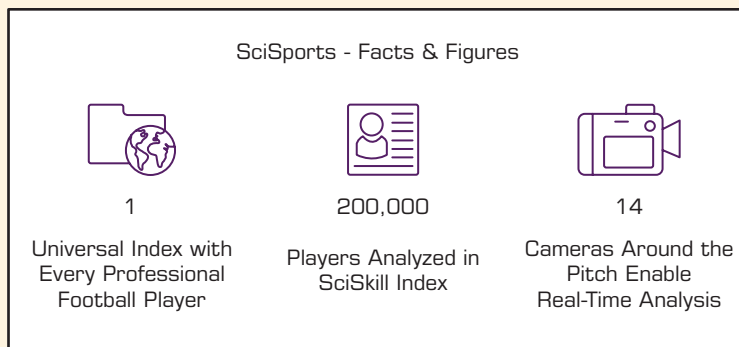 SciSports - Facts & Figures
1
Universal Index with
Every Professional
Football Player
200,000
Players Analyzed in
SciSkill Index
14
Cameras Around the
Pitch Enable
Real-Time Analysis